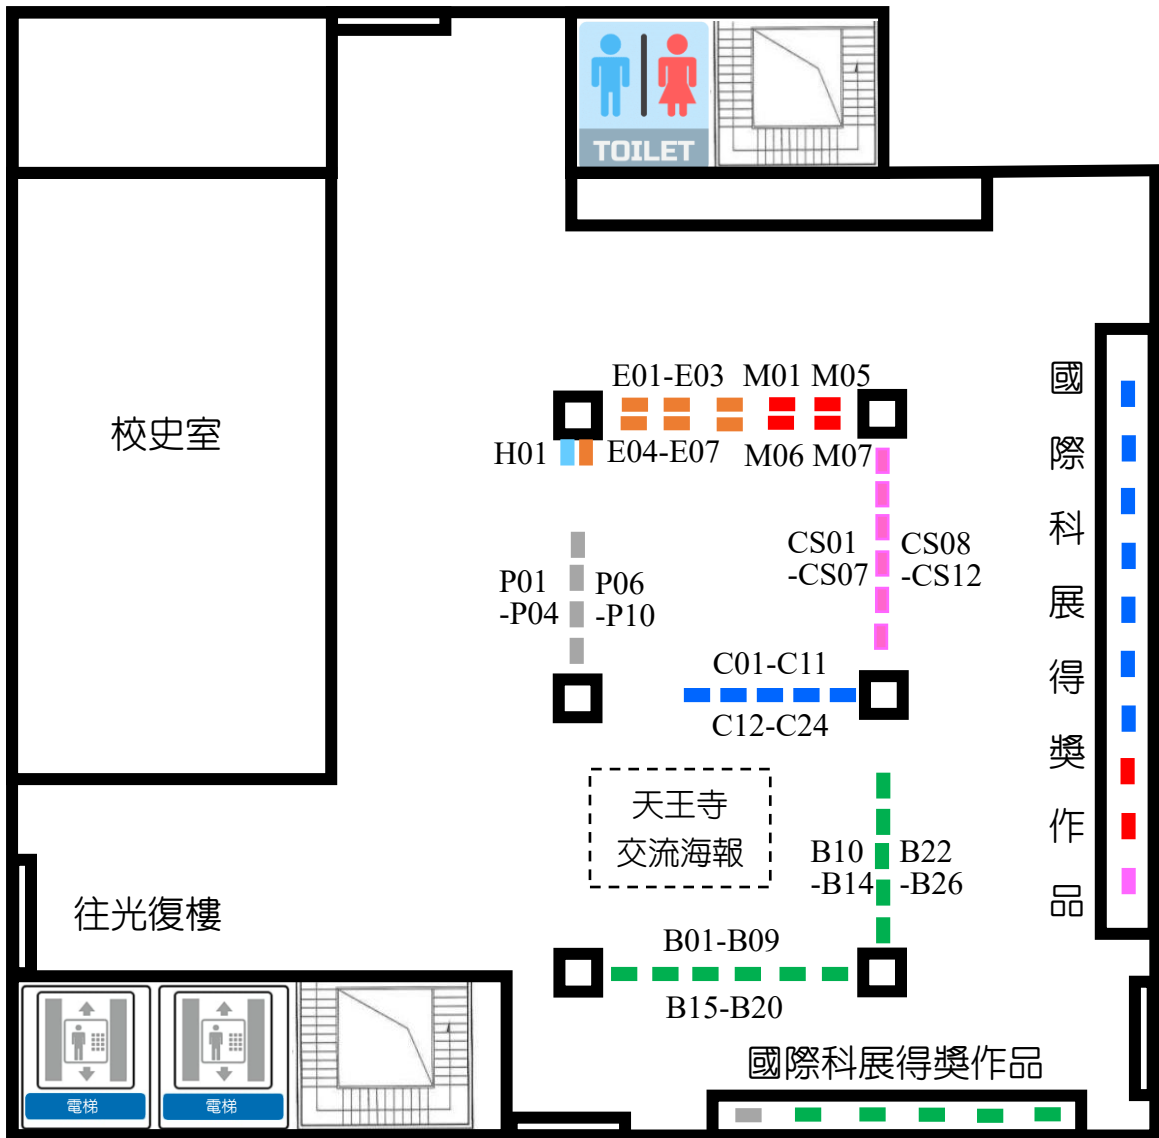 TOILET
E01-E03
M01 M05
校史室
H01
E04-E07
M06 M07
CS01
-CS07
CS08
-CS12
P01
-P04
P06
-P10
C01-C11
C12-C24
天王寺
交流海報
B10
-B14
B22
-B26
往光復樓
B01-B09
B15-B20
國際科展得獎作品
國際科展得獎作品
電梯
電梯